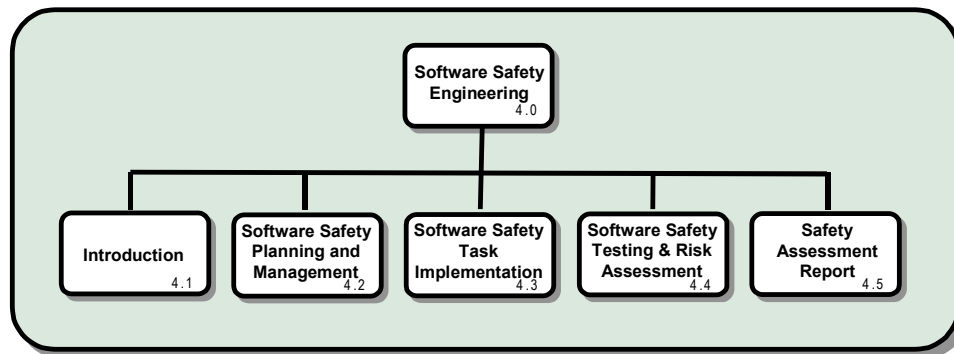 Software Safety
Engineering
4.0
Introduction
4.1
Software Safety
Planning and
Management
4.2
Software Safety
Task
Implementation
4.3
Software Safety
Testing & Risk
Assessment
4.4
Safety
Assessment
Report
4.5